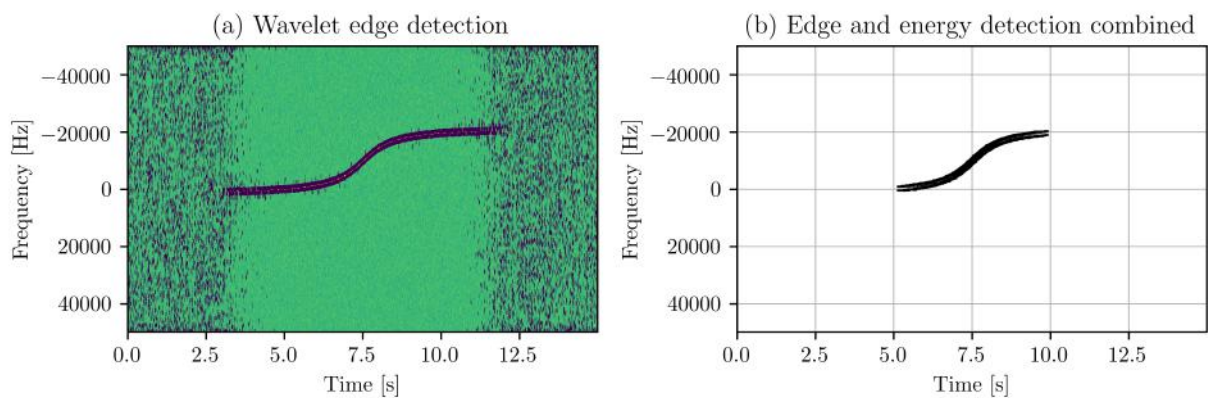 (a) Wavelet edge detection
−40000
−20000
0
20000
40000
Frequency [Hz]
0.0 2.5 5.0 7.5 10.0 12.5
Time [s]
(b) Edge and energy detection combined
−40000
−20000
0
20000
40000
Frequency [Hz]
0.0 2.5 5.0 7.5 10.0 12.5
Time [s]